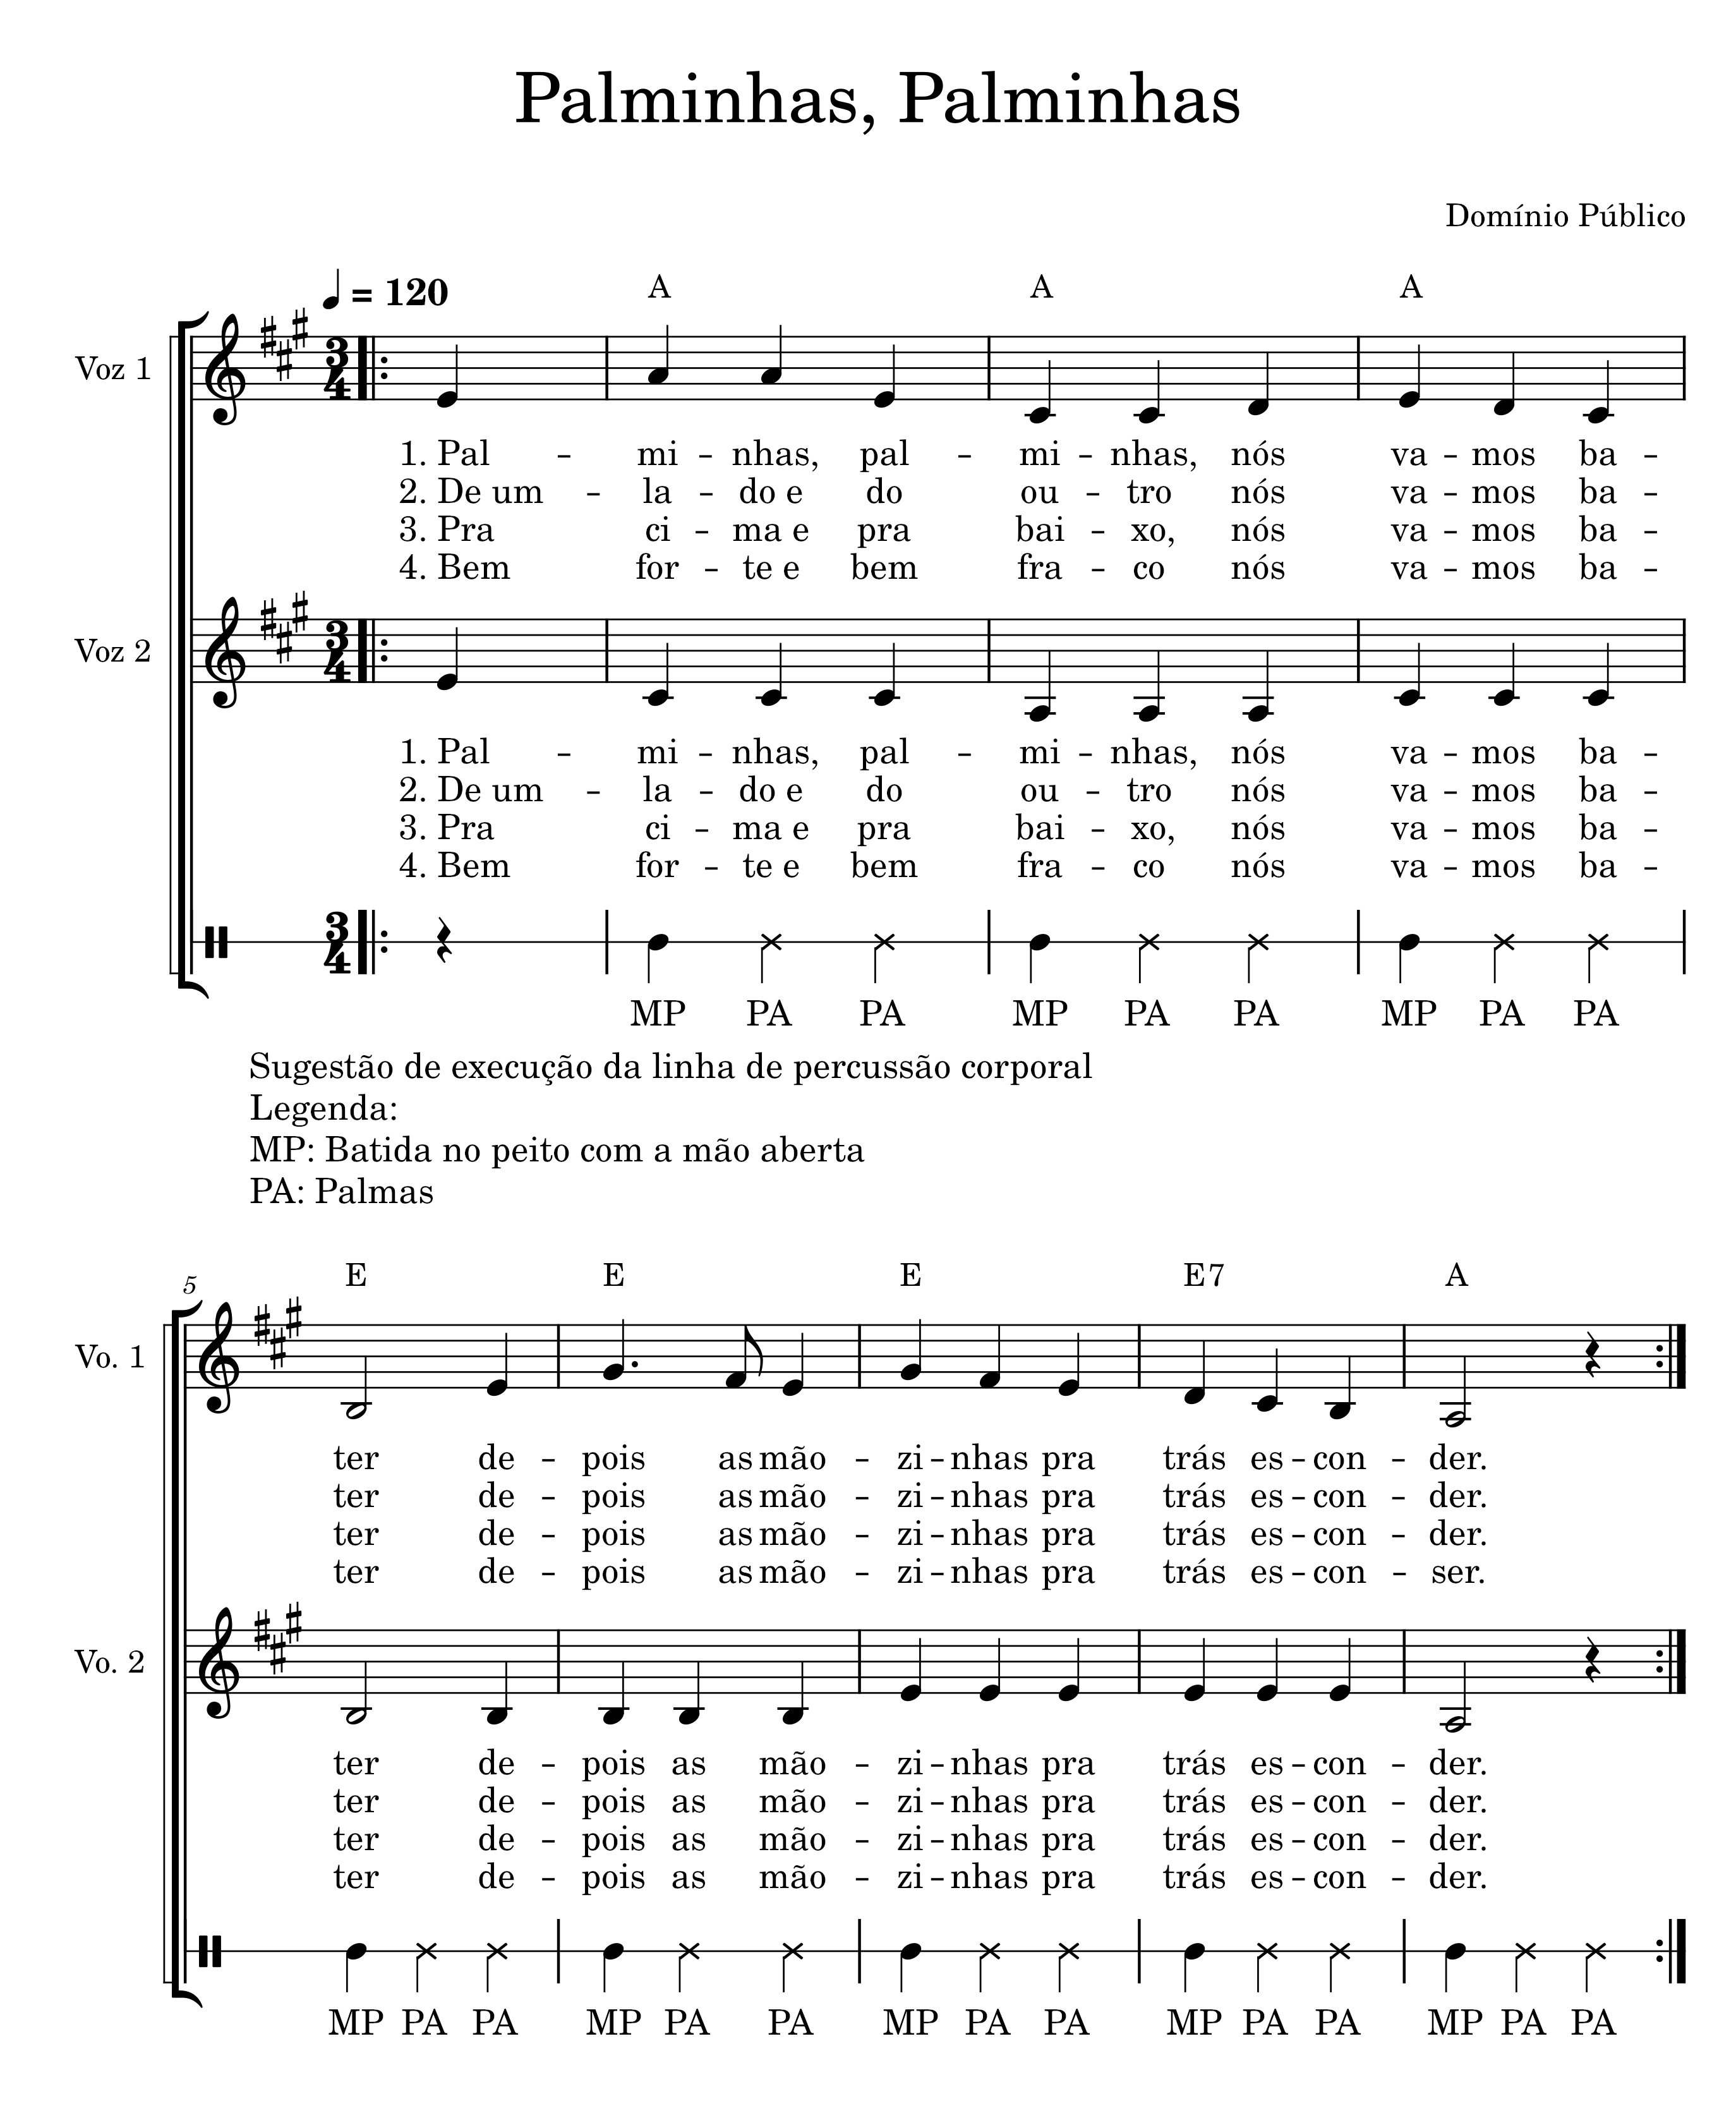 Palminhas, Palminhas
Domínio Público
= 120
A A A
Voz 1
3
4
1. Pal - mi - nhas, pal - mi - nhas, nós va - mos ba -
2. De um - la - do e do ou - tro nós va - mos ba -
3. Pra ci - ma e pra bai - xo, nós va - mos ba -
4. Bem for - te e bem fra - co nós va - mos ba -
Voz 2
3
4
1. Pal - mi - nhas, pal - mi - nhas, nós va - mos ba -
2. De um - la - do e do ou - tro nós va - mos ba -
3. Pra ci - ma e pra bai - xo, nós va - mos ba -
4. Bem for - te e bem fra - co nós va - mos ba -
3
4
MP PA PA MP PA PA MP PA PA
Sugestão de execução da linha de percussão corporal
Legenda:
MP: Batida no peito com a mão aberta
PA: Palmas
5 E E E E7 A
Vo. 1
ter de - pois as mão - zi - nhas pra trás es - con - der.
ter de - pois as mão - zi - nhas pra trás es - con - der.
ter de - pois as mão - zi - nhas pra trás es - con - der.
ter de - pois as mão - zi - nhas pra trás es - con - ser.
Vo. 2
ter de - pois as mão - zi - nhas pra trás es - con - der.
ter de - pois as mão - zi - nhas pra trás es - con - der.
ter de - pois as mão - zi - nhas pra trás es - con - der.
ter de - pois as mão - zi - nhas pra trás es - con - der.
MP PA PA MP PA PA MP PA PA MP PA PA MP PA PA